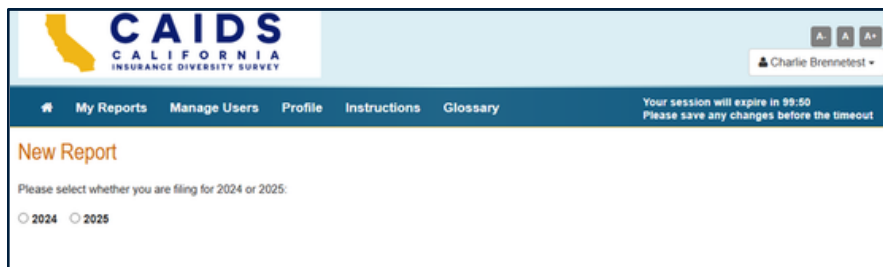 CAIDS
CALIFORNIA
INSURANCE DIVERSITY SURVEY
A- A A+
Charlie Brennetest
My Reports Manage Users Profile Instructions Glossary
Your session will expire in 99:50
Please save any changes before the timeout
New Report
Please select whether you are filing for 2024 or 2025:
2024 2025